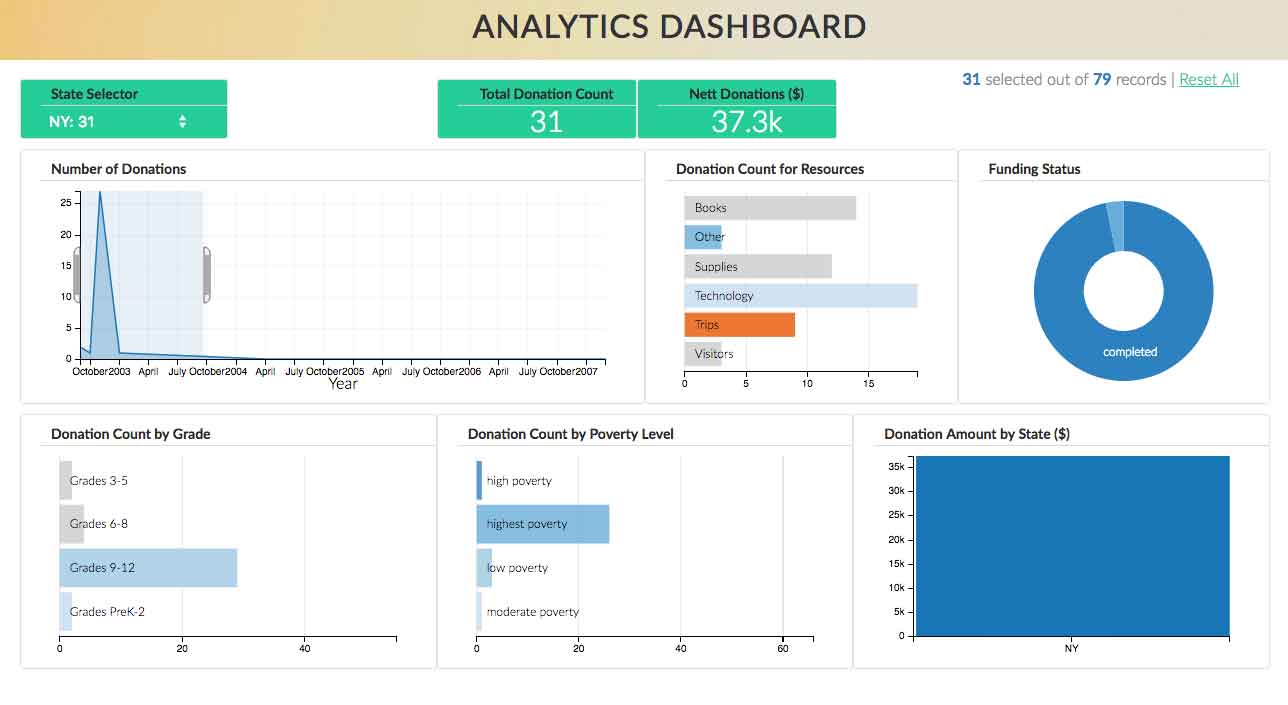 ANALYTICS DASHBOARD
31 selected out of 79 records | Reset All
State Selector
NY: 31
Total Donation Count
31
Nett Donations ($)
37.3k
Number of Donations
25
20
15
10
5
0
October2003 April July October2004 April July October2005 April July October2006 April July October2007
Year
Donation Count for Resources
Books
Other
Supplies
Technology
Trips
Visitors
0 5 10 15
Funding Status
completed
Donation Count by Grade
Grades 3-5
Grades 6-8
Grades 9-12
Grades PreK-2
0 20 40
Donation Count by Poverty Level
high poverty
highest poverty
low poverty
moderate poverty
0 20 40 60
Donation Amount by State ($)
35k
30k
25k
20k
15k
10k
5k
0
NY